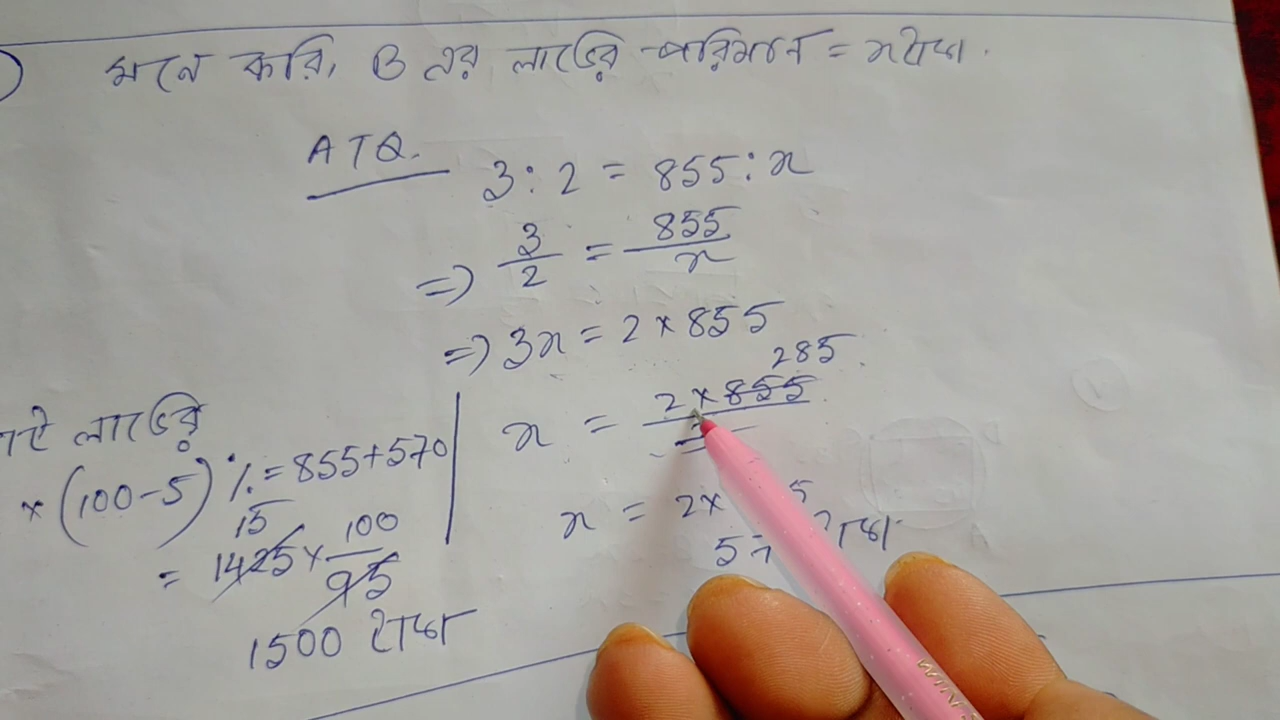 মনে করি, B এর লাভের পরিমান = x টাকা.
ATQ.
3 : 2 = 855 : x
=> 3/2 = 855/x
=> 3x = 2 × 855
285
x = 2×855
x = 2×
টাকা
লাভের
× (100-5) % = 855+570
15
= 1425 × 100/95
1500 টাকা
WIN